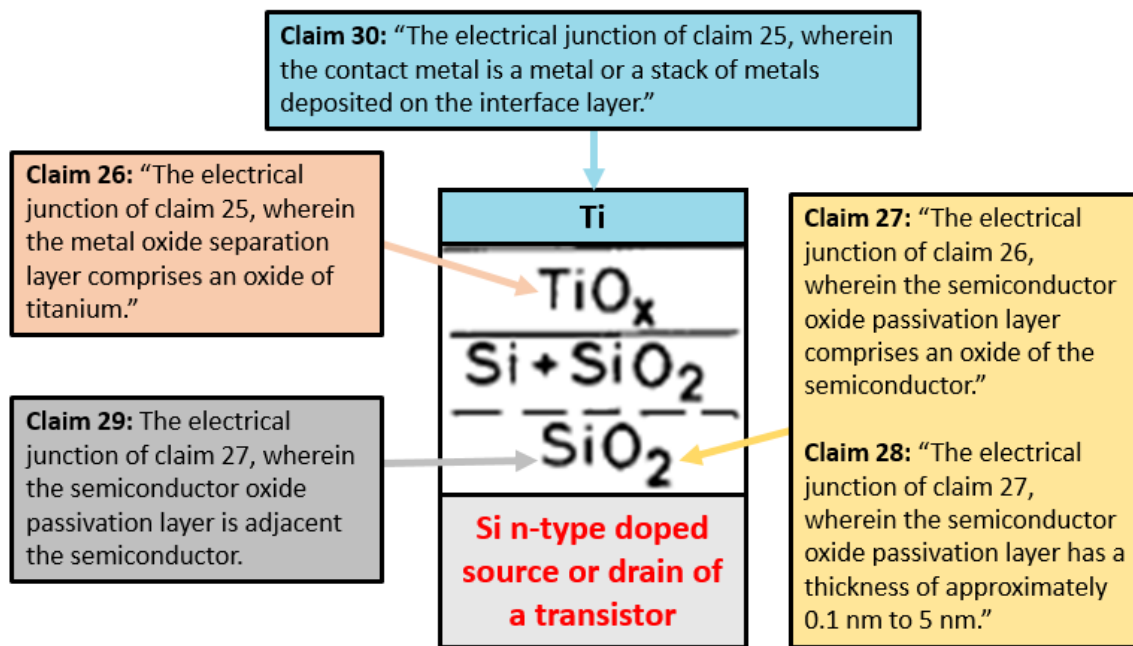 Claim 30: “The electrical junction of claim 25, wherein
the contact metal is a metal or a stack of metals
deposited on the interface layer.”
Claim 26: “The
electrical
junction of claim 25, wherein
the metal oxide separation
layer comprises an oxide of
titanium.”
Claim 29: The electrical
junction of claim 27, wherein
the semiconductor oxide
passivation layer is adjacent
the semiconductor.
Ti
TiOx
Si + SiO2
SiO2
Si n-type doped
source or drain of
a transistor
Claim 27: “The electrical
junction of claim 26,
wherein the semiconductor
oxide passivation layer
comprises an oxide of the
semiconductor.”
Claim 28: “The electrical
junction of claim 27,
wherein the semiconductor
oxide passivation layer has a
thickness of approximately
0.1 nm to 5 nm.”